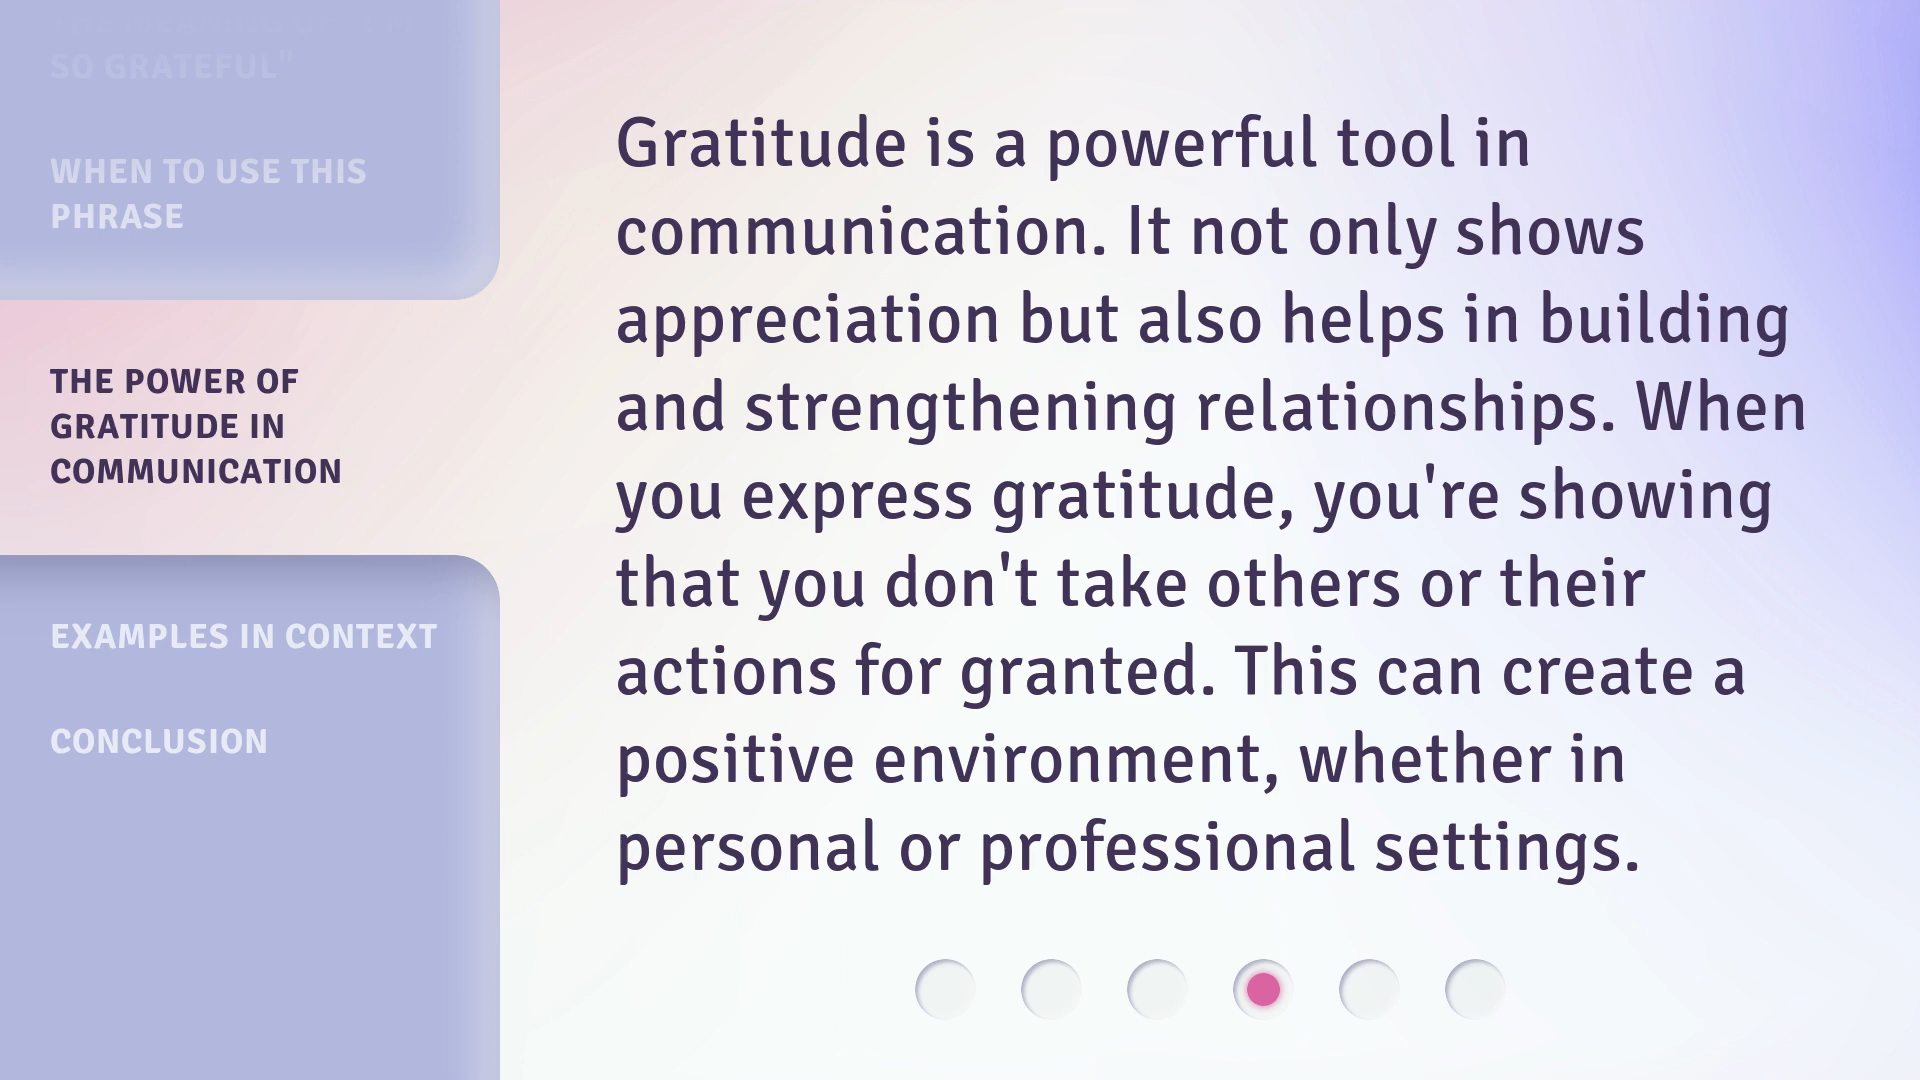 THE MEANING OF "I'M
SO GRATEFUL"
WHEN TO USE THIS
PHRASE
THE POWER OF
GRATITUDE IN
COMMUNICATION
EXAMPLES IN CONTEXT
CONCLUSION
Gratitude is a powerful tool in
communication. It not only shows
appreciation but also helps in building
and strengthening relationships. When
you express gratitude, you're showing
that you don't take others or their
actions for granted. This can create a
positive environment, whether in
personal or professional settings.